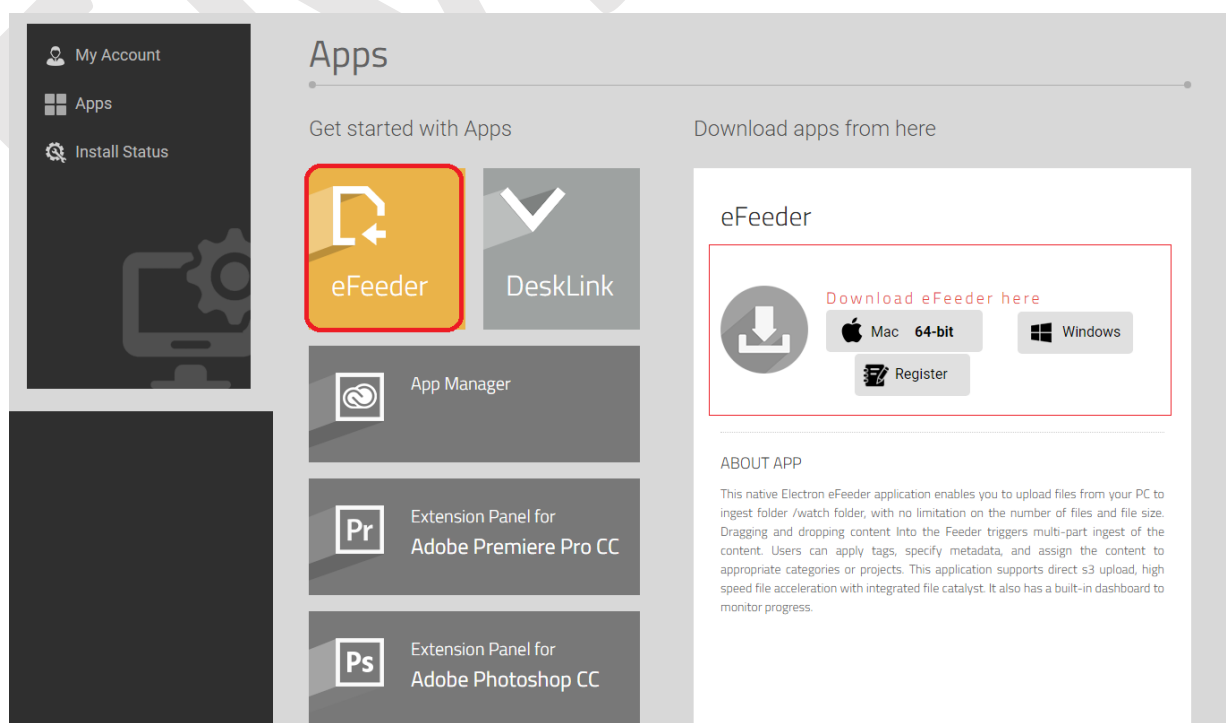 My Account
Apps
Install Status
Apps
Get started with Apps
eFeeder
DeskLink
App Manager
Pr
Extension Panel for
Adobe Premiere Pro CC
Ps
Extension Panel for
Adobe Photoshop CC
Download apps from here
eFeeder
Download eFeeder here
Mac 64-bit
Windows
Register
ABOUT APP
This native Electron eFeeder application enables you to upload files from your PC to
ingest folder /watch folder, with no limitation on the number of files and file size.
Dragging and dropping content Into the Feeder triggers multi-part ingest of the
content. Users can apply tags, specify metadata, and assign the content to
appropriate categories or projects. This application supports direct s3 upload, high
speed file acceleration with integrated file catalyst. It also has a built-in dashboard to
monitor progress.